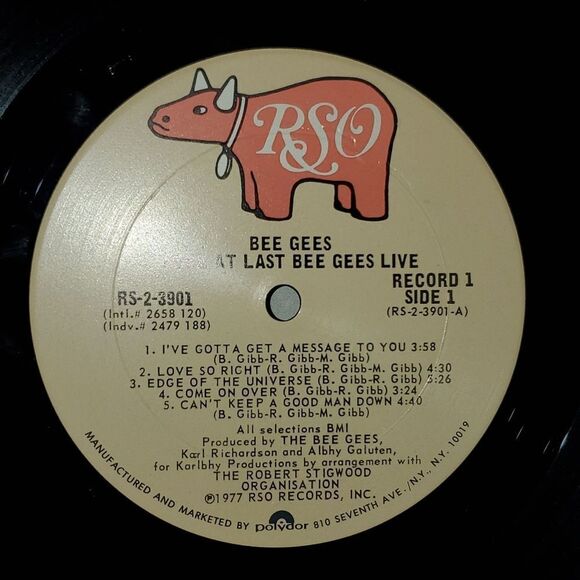 RSO
BEE GEES
AT LAST BEE GEES LIVE
RS-2-3901
(Intl.# 2658 120)
(Indv.# 2479 188)
RECORD 1
SIDE 1
(RS-2-3901-A)
1. I'VE GOTTA GET A MESSAGE TO YOU 3:58
(B. Gibb-R. Gibb-M. Gibb)
2. LOVE SO RIGHT (B. Gibb-R. Gibb-M. Gibb) 4:30
3. EDGE OF THE UNIVERSE (B. Gibb-R. Gibb) 5:26
4. COME ON OVER (B. Gibb-R. Gibb) 3:24
5. CAN'T KEEP A GOOD MAN DOWN 4:40
(B. Gibb-R. Gibb-M. Gibb)
All selections BMI
Produced by THE BEE GEES,
Karl Richardson and Albhy Galuten,
for Karlbhy Productions by arrangement with
THE ROBERT STIGWOOD
ORGANISATION
℗1977 RSO RECORDS, INC.
MANUFACTURED AND MARKETED BY polydor 810 SEVENTH AVE./N.Y., N.Y. 10019